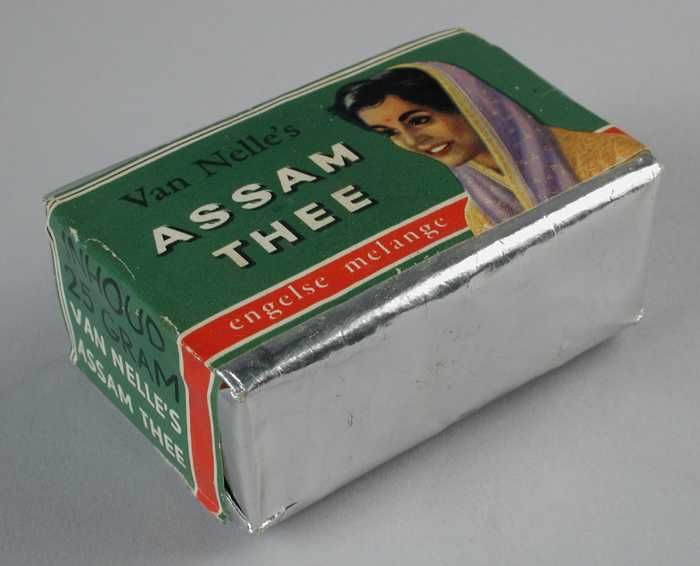 Van Nelle's
ASSAM
THEE
engelse melange
INHOUD
25 GRAM
VAN NELLE'S
ASSAM THEE